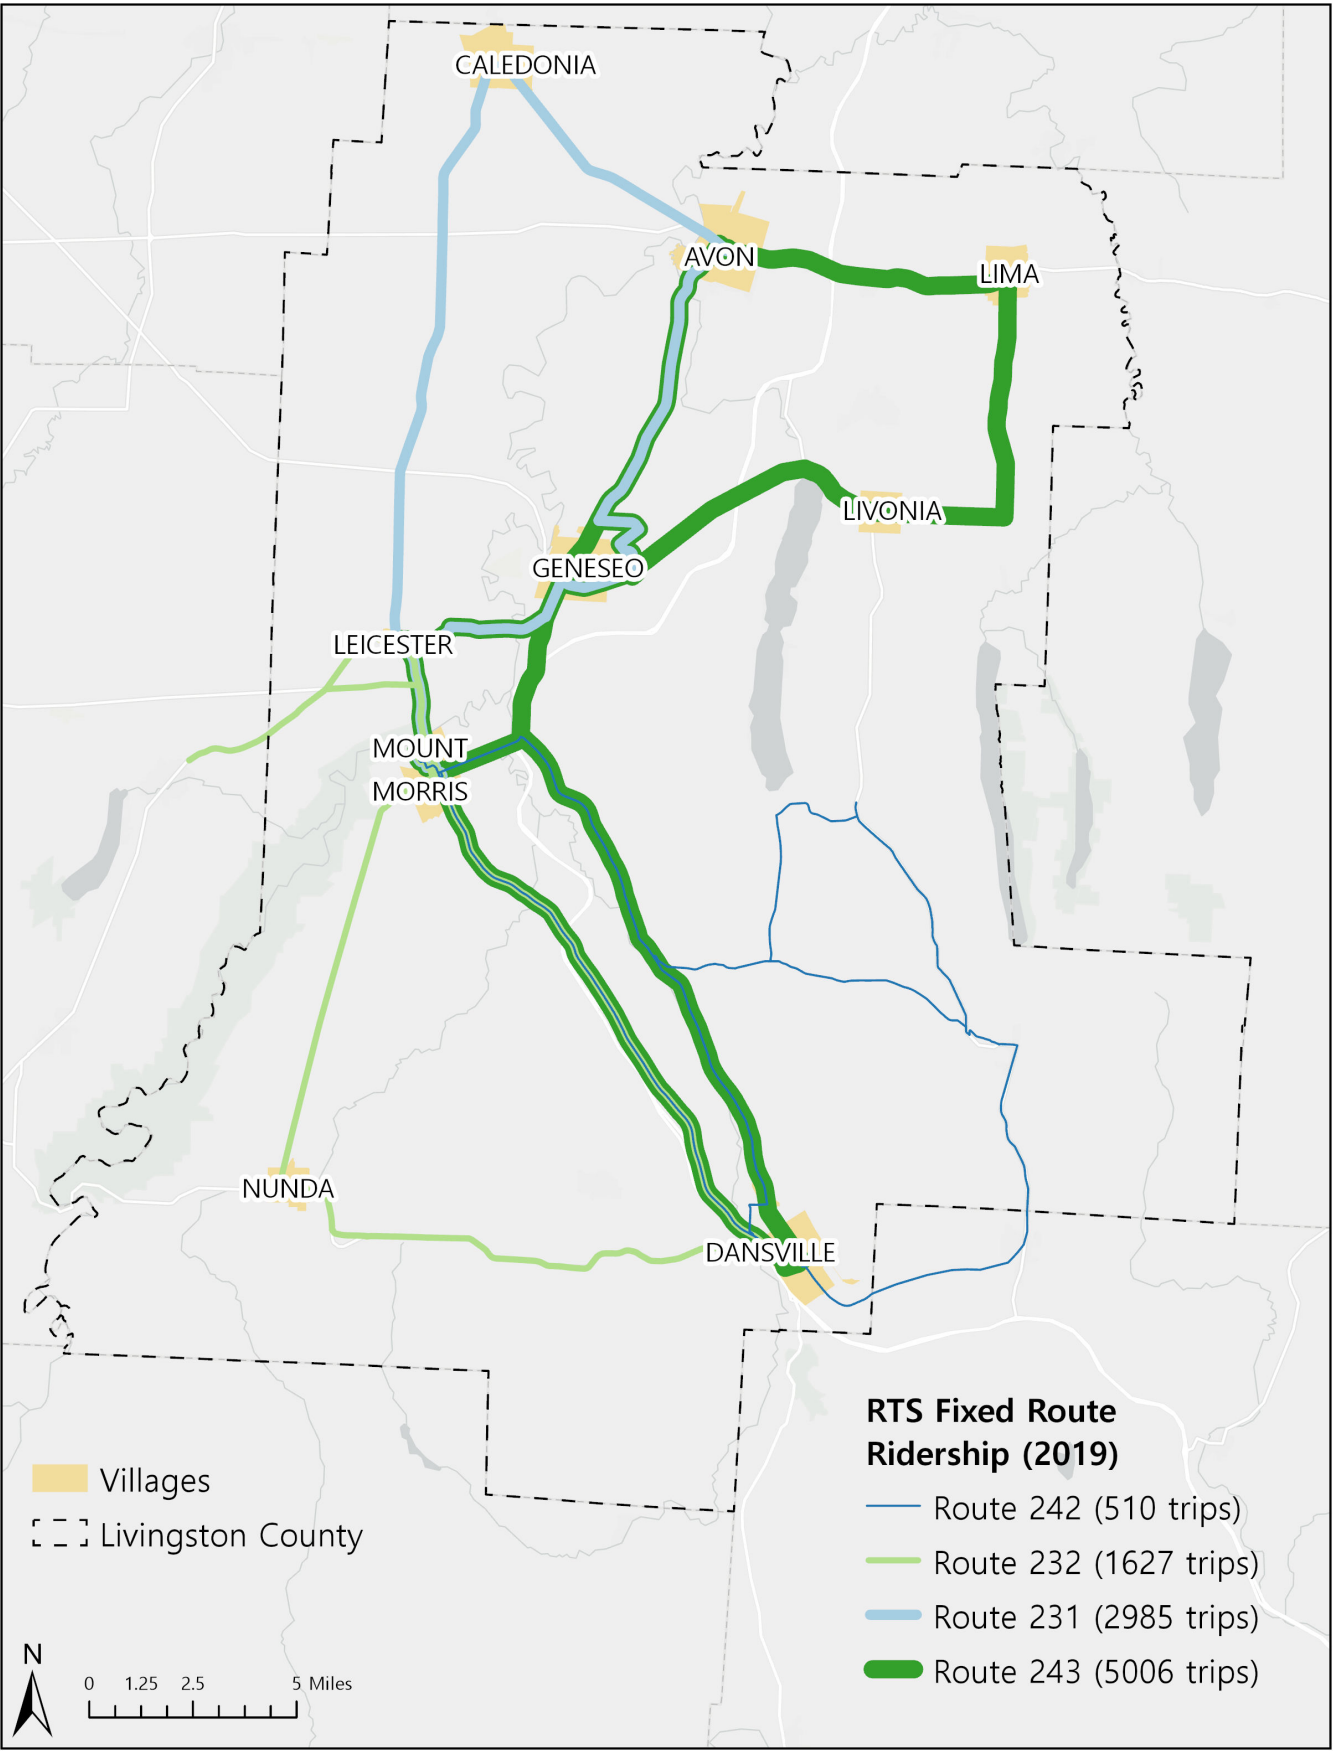 CALEDONIA
AVON
LIMA
LIVONIA
GENESEO
LEICESTER
MOUNT
MORRIS
NUNDA
DANSVILLE
RTS Fixed Route
Ridership (2019)
Route 242 (510 trips)
Route 232 (1627 trips)
Route 231 (2985 trips)
Route 243 (5006 trips)
Villages
Livingston County
N
0 1.25 2.5 5 Miles